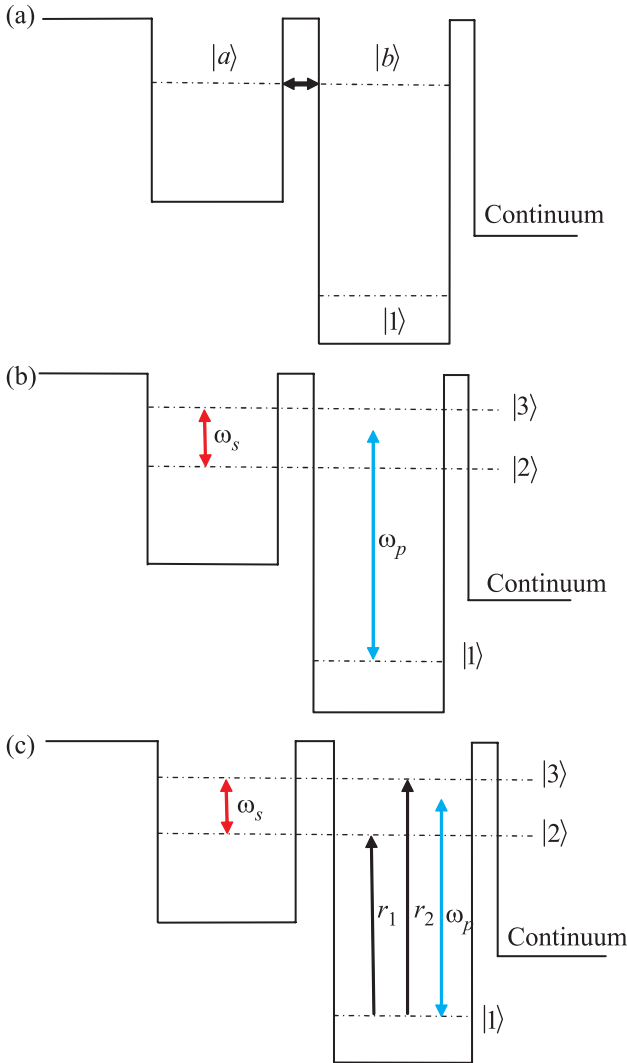 (a)
|a⟩ |b⟩
Continuum
|1⟩
(b)
|3⟩
ωs
|2⟩
ωp
Continuum
|1⟩
(c)
|3⟩
ωs
|2⟩
r1 r2 ωp
Continuum
|1⟩